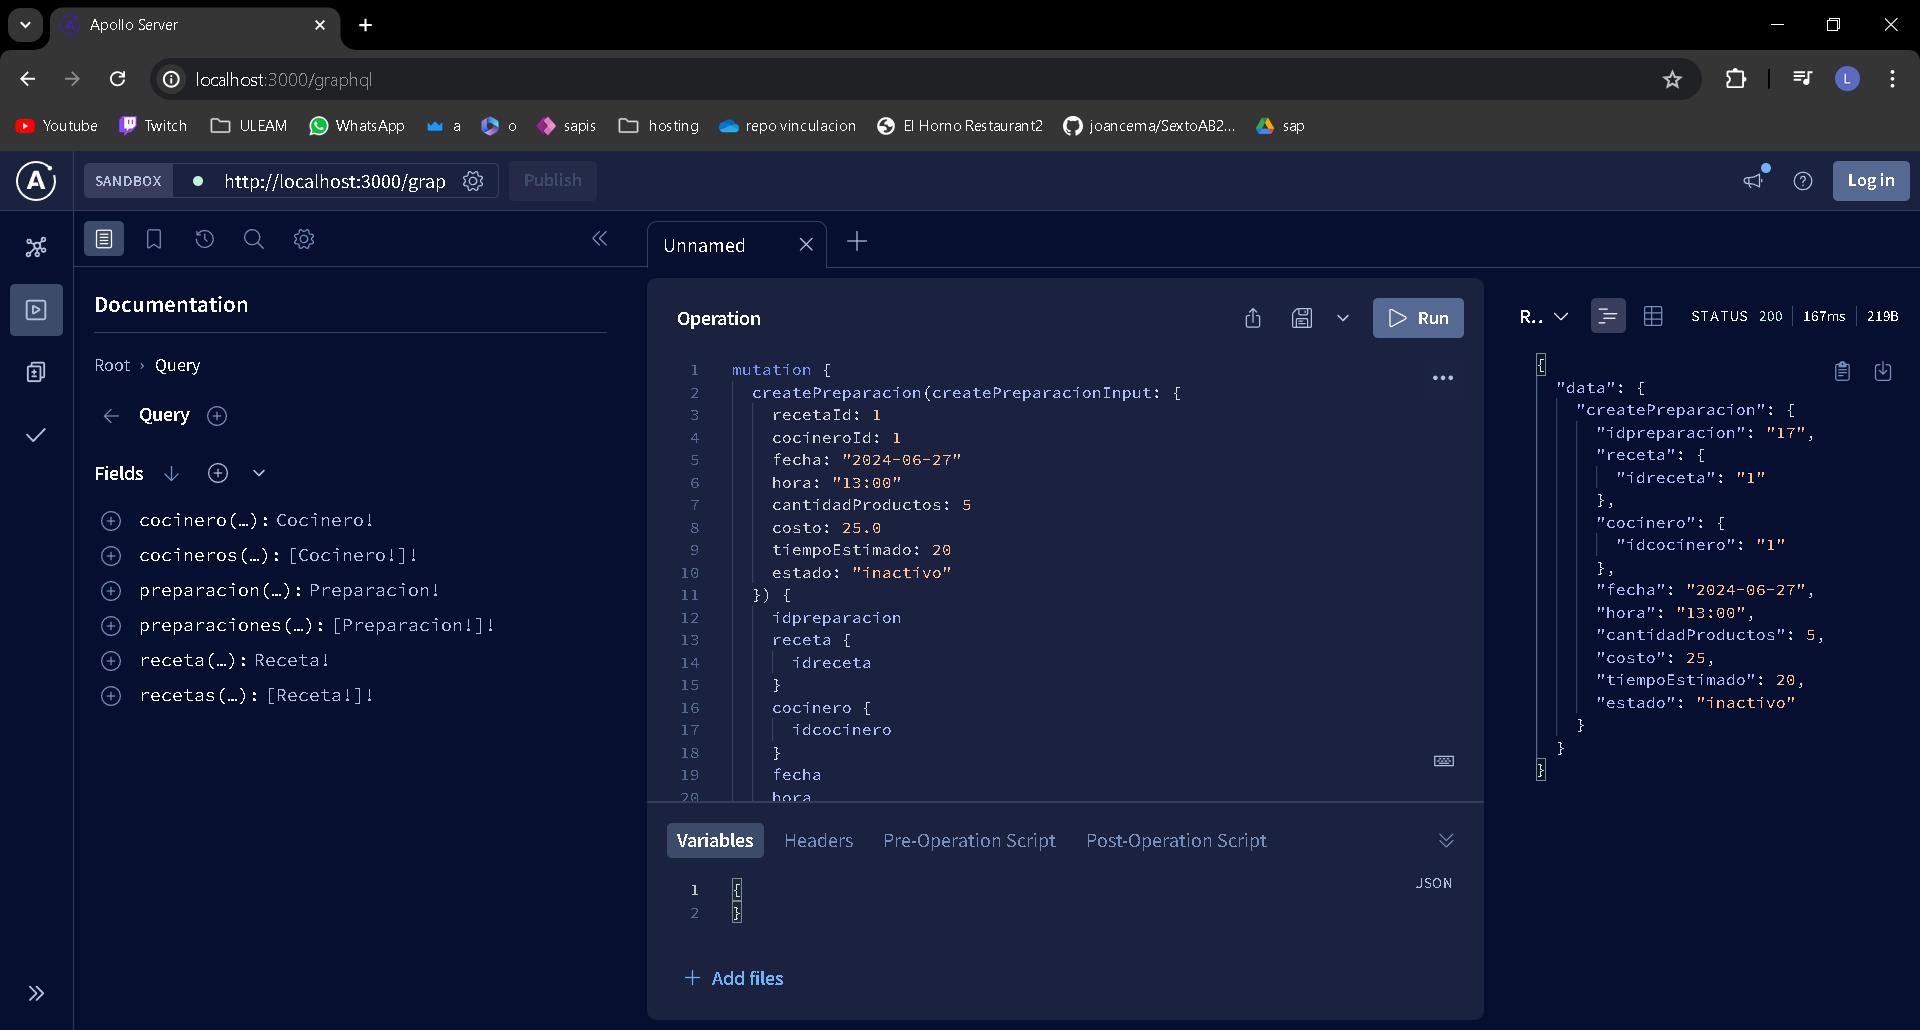 Apollo Server
localhost:3000/graphql
Youtube
Twitch
ULEAM
WhatsApp
a
o
sapis
hosting
repo vinculacion
El Horno Restaurant2
joancema/SextoAB2...
sap
L
SANDBOX
http://localhost:3000/grap
Publish
Log in
Documentation
Root › Query
Query
Fields
cocinero(…): Cocinero!
cocineros(…): [Cocinero!]!
preparacion(…): Preparacion!
preparaciones(…): [Preparacion!]!
receta(…): Receta!
recetas(…): [Receta!]!
Unnamed
Operation
Run
1 mutation {
2 createPreparacion(createPreparacionInput: {
3 recetaId: 1
4 cocineroId: 1
5 fecha: "2024-06-27"
6 hora: "13:00"
7 cantidadProductos: 5
8 costo: 25.0
9 tiempoEstimado: 20
10 estado: "inactivo"
11 }) {
12 idpreparacion
13 receta {
14 idreceta
15 }
16 cocinero {
17 idcocinero
18 }
19 fecha
20 hora
Variables
Headers
Pre-Operation Script
Post-Operation Script
1 {
2 }
JSON
Add files
R..
STATUS 200
167ms
219B
{
"data": {
"createPreparacion": {
"idpreparacion": "17",
"receta": {
"idreceta": "1"
},
"cocinero": {
"idcocinero": "1"
},
"fecha": "2024-06-27",
"hora": "13:00",
"cantidadProductos": 5,
"costo": 25,
"tiempoEstimado": 20,
"estado": "inactivo"
}
}
}